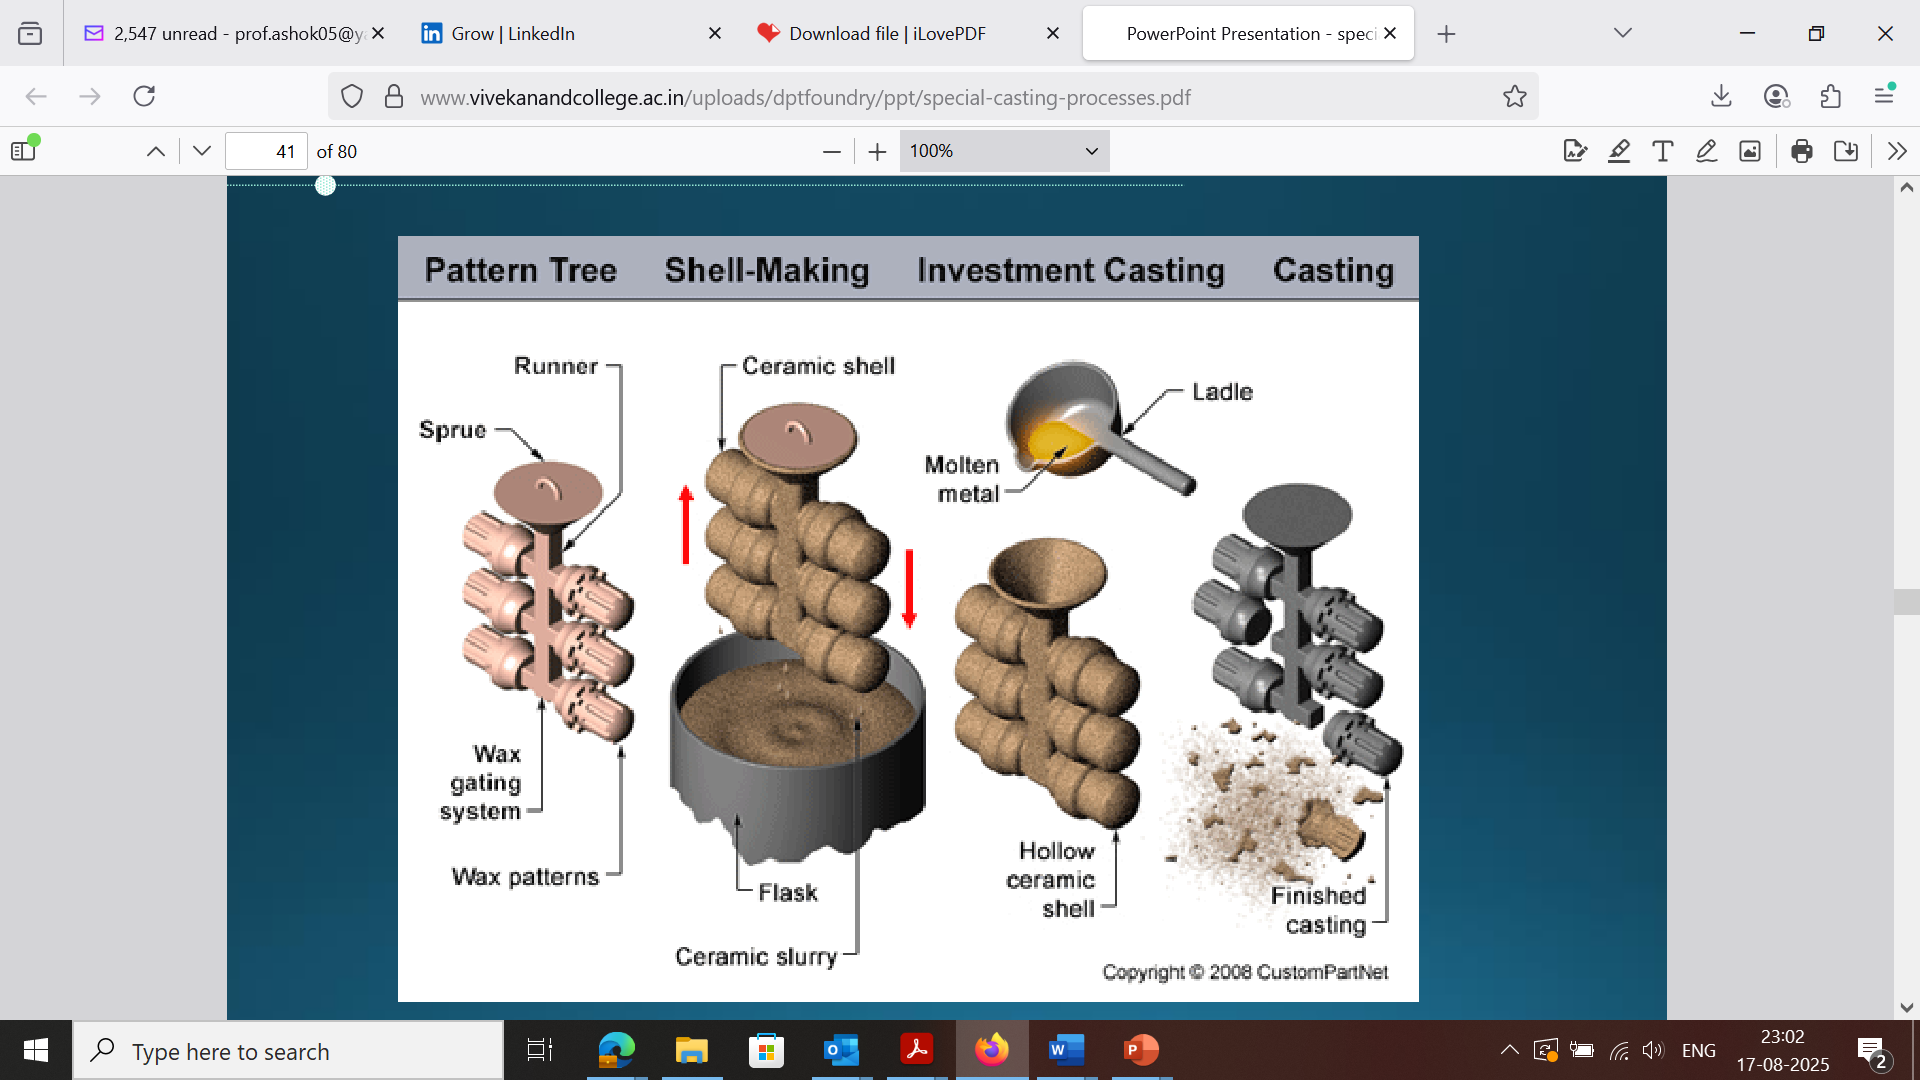 2,547 unread - prof.ashok05@y
Grow | LinkedIn
Download file | iLovePDF
PowerPoint Presentation - speci
www.vivekanandcollege.ac.in/uploads/dptfoundry/ppt/special-casting-processes.pdf
41 of 80
100%
Pattern Tree Shell-Making Investment Casting Casting
Runner
Ceramic shell
Ladle
Sprue
Molten
metal
Wax
gating
system
Wax patterns
Flask
Ceramic slurry
Hollow
ceramic
shell
Finished
casting
Copyright © 2008 CustomPartNet
Type here to search
ENG
23:02
17-08-2025
2